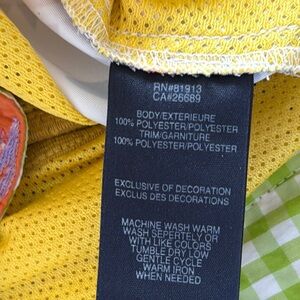 RN#81913
CA#26689
BODY/EXTERIEURE
100% POLYESTER/POLYESTER
TRIM/GARNITURE
100% POLYESTER/POLYESTER
EXCLUSIVE OF DECORATION
EXCLUS DES DECORATIONS
MACHINE WASH WARM
WASH SEPERTELY OR
WITH LIKE COLORS
TUMBLE DRY LOW
GENTLE CYCLE
WARM IRON
WHEN NEEDED